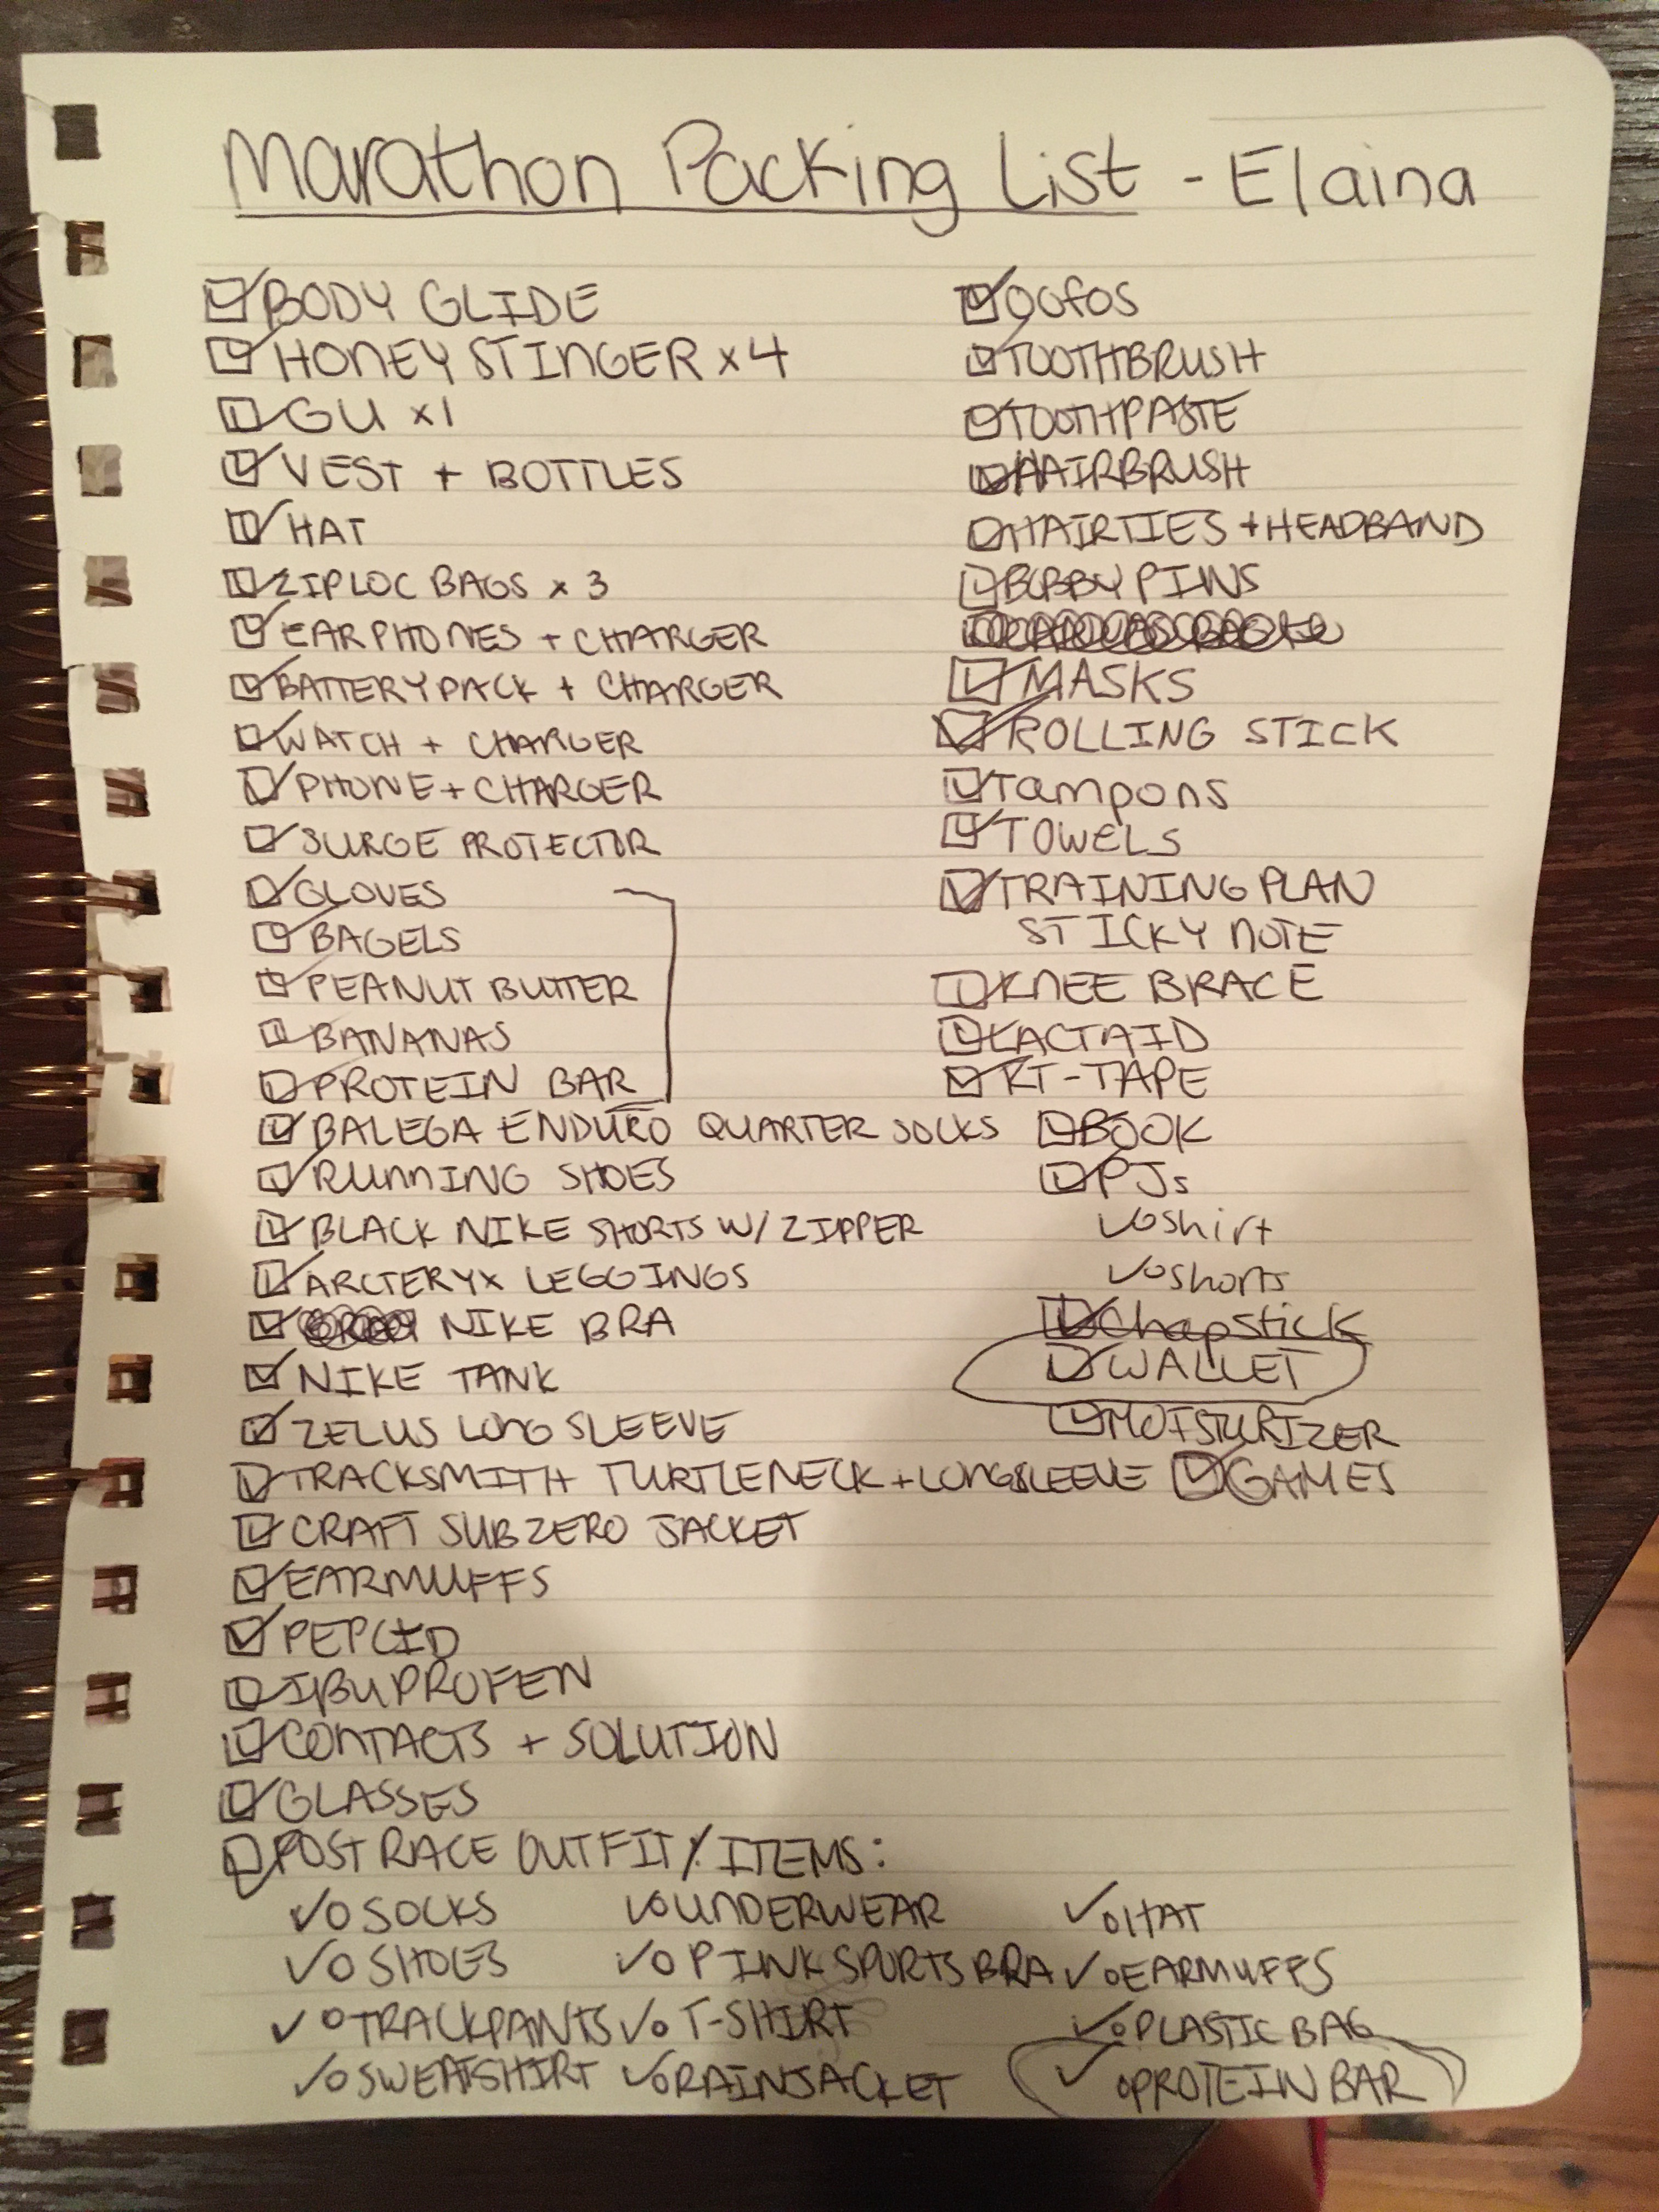 Marathon Packing List - Elaina
BODY GLIDE
HONEY STINGER x 4
GU x1
VEST + BOTTLES
HAT
ZIPLOC BAGS x 3
EARPHONES + CHARGER
BATTERY PACK + CHARGER
WATCH + CHARGER
PHONE + CHARGER
SURGE PROTECTOR
GLOVES
BAGELS
PEANUT BUTTER
BANANAS
PROTEIN BAR
BALEGA ENDURO QUARTER SOCKS
RUNNING SHOES
BLACK NIKE SHORTS W/ ZIPPER
ARCTERYX LEGGINGS
NIKE BRA
NIKE TANK
ZELUS LONG SLEEVE
TRACKSMITH TURTLENECK + LONGSLEEVE
CRAFT SUBZERO JACKET
EARMUFFS
PEPCID
IBUPROFEN
CONTACTS + SOLUTION
GLASSES
OOFOS
TOOTHBRUSH
TOOTHPASTE
HAIRBRUSH
HAIRTIES + HEADBAND
BOBBY PINS
MASKS
ROLLING STICK
Tampons
TOWELS
TRAINING PLAN
STICKY NOTE
KNEE BRACE
LACTAID
KT-TAPE
BOOK
PJs
shirt
shorts
Chapstick
WALLET
MOISTURIZER
GAMES
POST RACE OUTFIT / ITEMS:
SOCKS
SHOES
TRACKPANTS
SWEATSHIRT
UNDERWEAR
PINK SPORTS BRA
T-SHIRT
RAINJACKET
HAT
EARMUFFS
PLASTIC BAG
PROTEIN BAR